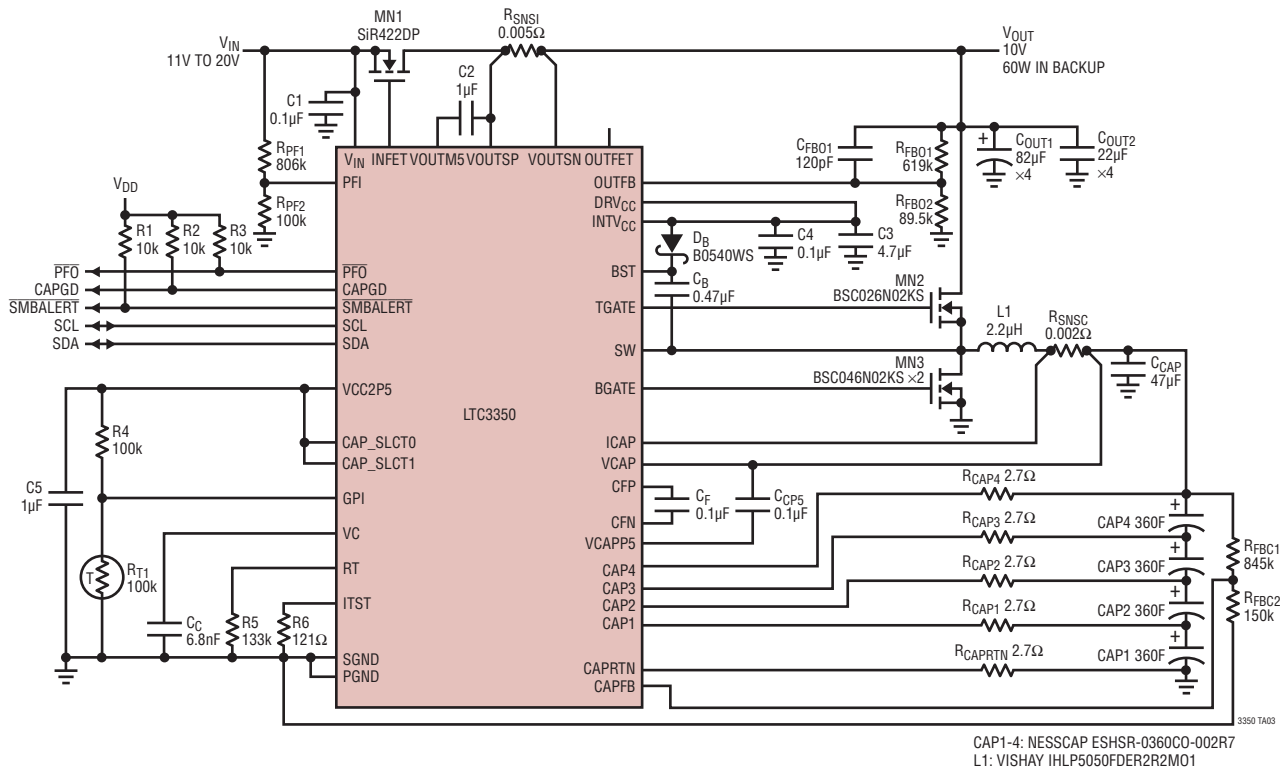 MN1
SiR422DP
RSNSI
0.005Ω
VIN
11V TO 20V
VOUT
10V
60W IN BACKUP
C1
0.1µF
C2
1µF
RPF1
806k
RPF2
100k
VIN
INFET
VOUTM5
VOUTSP
VOUTSN
OUTFET
CFBO1
120pF
RFBO1
619k
+
COUT1
82µF
×4
COUT2
22µF
×4
PFI
OUTFB
DRVCC
INTVCC
RFBO2
89.5k
VDD
R1
10k
R2
10k
R3
10k
DB
B0540WS
C4
0.1µF
C3
4.7µF
PFO
PFO
CAPGD
CAPGD
SMBALERT
SMBALERT
SCL
SCL
SDA
SDA
BST
CB
0.47µF
TGATE
MN2
BSC026N02KS
L1
2.2µH
RSNSC
0.002Ω
SW
MN3
BSC046N02KS ×2
CCAP
47µF
BGATE
VCC2P5
LTC3350
CAP_SLCT0
CAP_SLCT1
R4
100k
C5
1µF
GPI
ICAP
VCAP
CFP
CFN
CF
0.1µF
CCP5
0.1µF
VCAPP5
RCAP4 2.7Ω
RCAP3 2.7Ω
RCAP2 2.7Ω
RCAP1 2.7Ω
RCAPRTN 2.7Ω
+
CAP4 360F
+
CAP3 360F
+
CAP2 360F
+
CAP1 360F
RFBC1
845k
RFBC2
150k
VC
T
RT1
100k
RT
ITST
CC
6.8nF
R5
133k
R6
121Ω
SGND
PGND
CAP4
CAP3
CAP2
CAP1
CAPRTN
CAPFB
3350 TA03
CAP1-4: NESSCAP ESHSR-0360CO-002R7
L1: VISHAY IHLP5050FDER2R2MO1